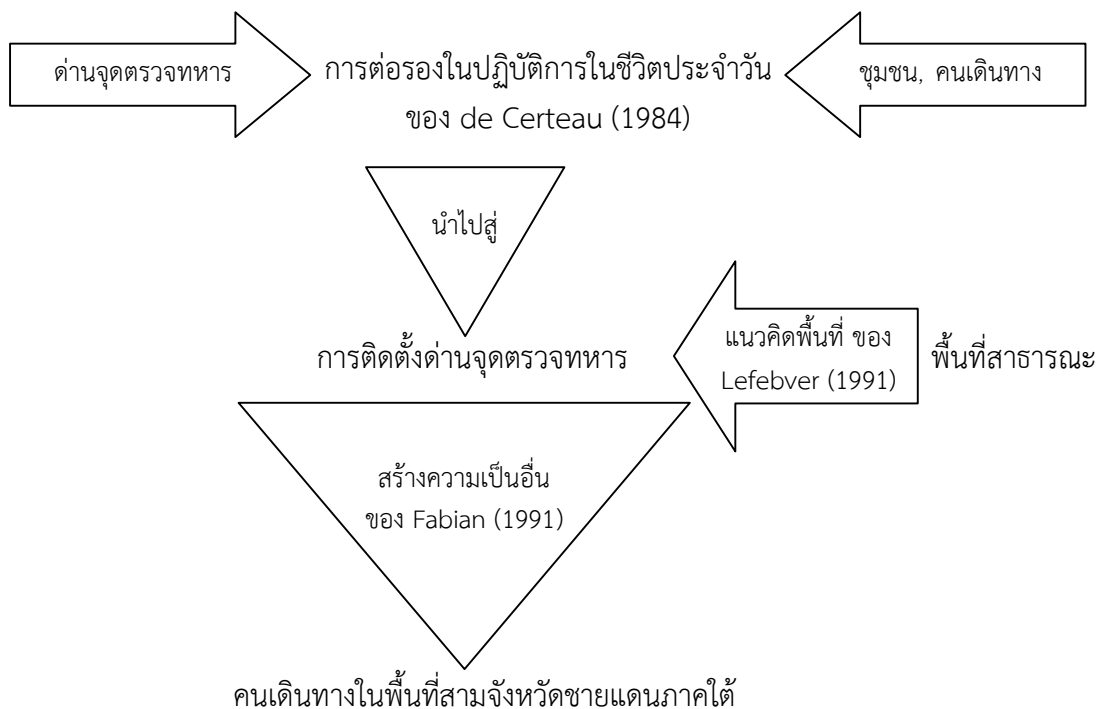 ด่านจุดตรวจทหาร
การต่อรองในปฏิบัติการในชีวิตประจำวัน
ของ de Certeau (1984)
ชุมชน, คนเดินทาง
นำไปสู่
การติดตั้งด่านจุดตรวจทหาร
แนวคิดพื้นที่ ของ
Lefebver (1991)
พื้นที่สาธารณะ
สร้างความเป็นอื่น
ของ Fabian (1991)
คนเดินทางในพื้นที่สามจังหวัดชายแดนภาคใต้